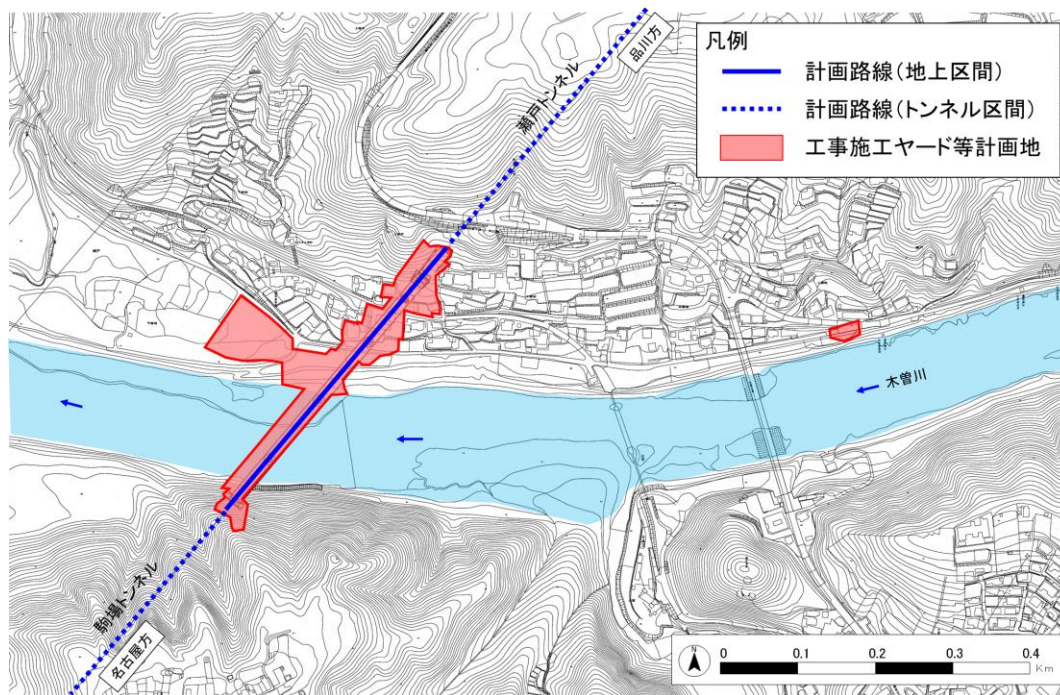 品川方
瀬戸トンネル
凡例
計画路線(地上区間)
計画路線(トンネル区間)
工事施工ヤード等計画地
木曽川
駒場トンネル
名古屋方
N
0 0.1 0.2 0.3 0.4
Km